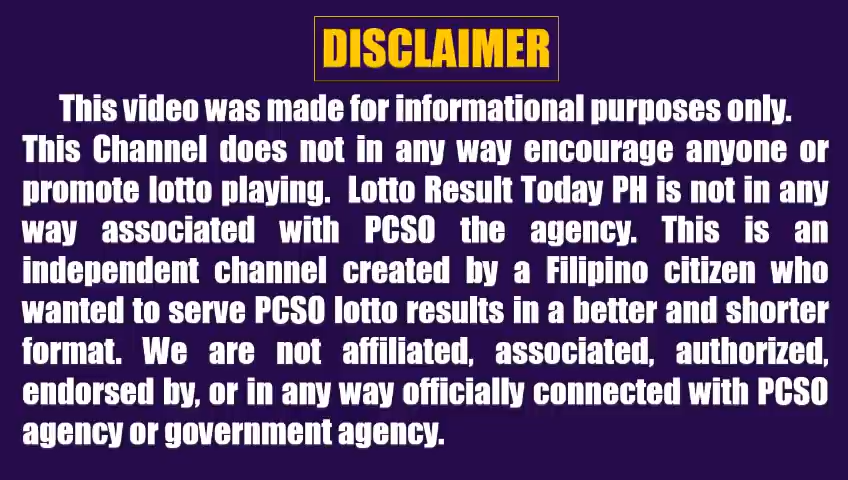 DISCLAIMER
This video was made for informational purposes only.
This Channel does not in any way encourage anyone or
promote lotto playing. Lotto Result Today PH is not in any
way associated with PCSO the agency. This is an
independent channel created by a Filipino citizen who
wanted to serve PCSO lotto results in a better and shorter
format. We are not affiliated, associated, authorized,
endorsed by, or in any way officially connected with PCSO
agency or government agency.